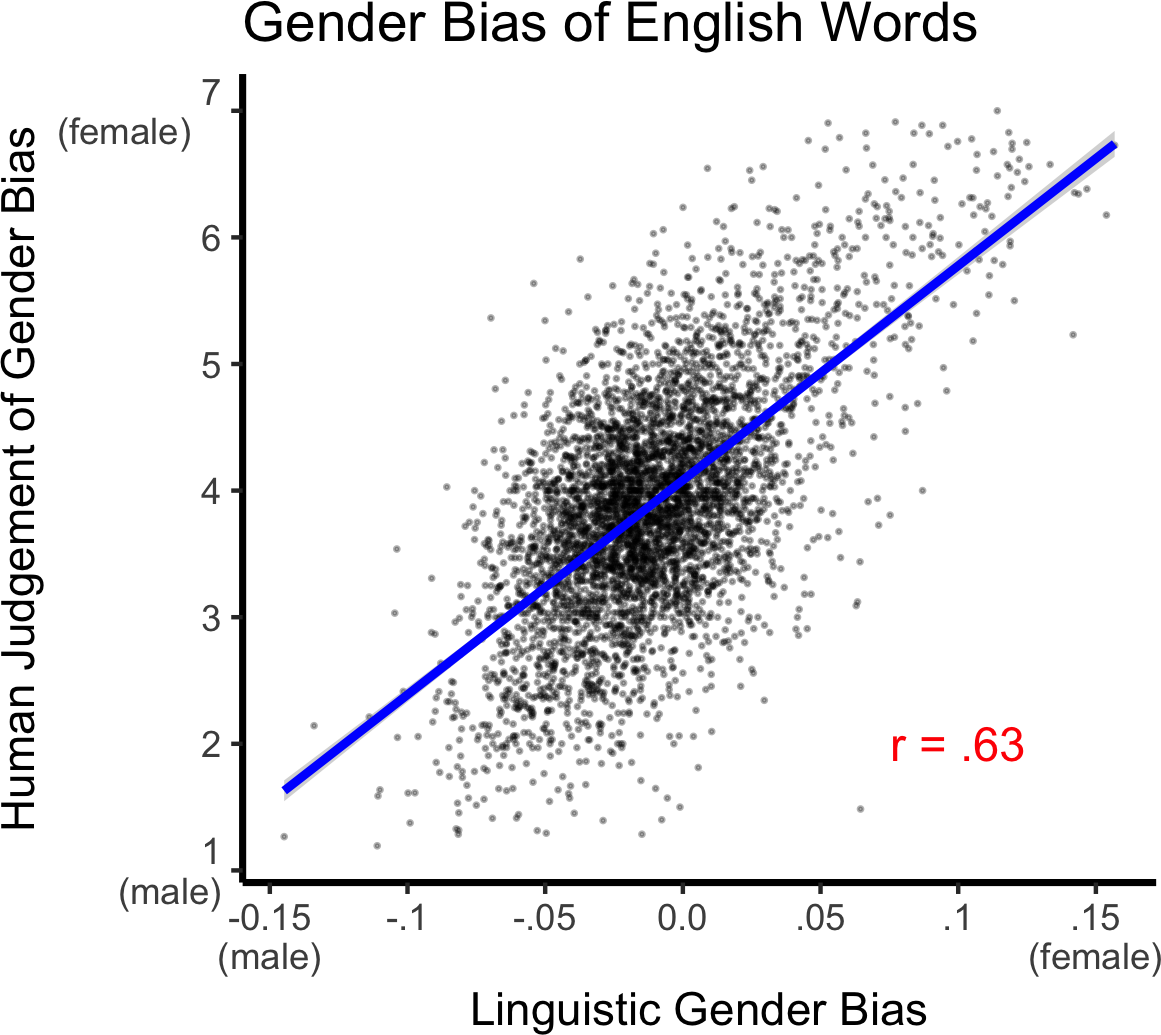 Gender Bias of English Words
Human Judgement of Gender Bias
7
(female)
6
5
4
3
2
1
(male)
r = .63
-0.15 -.1 -.05 0.0 .05 .1 .15
(male) (female)
Linguistic Gender Bias